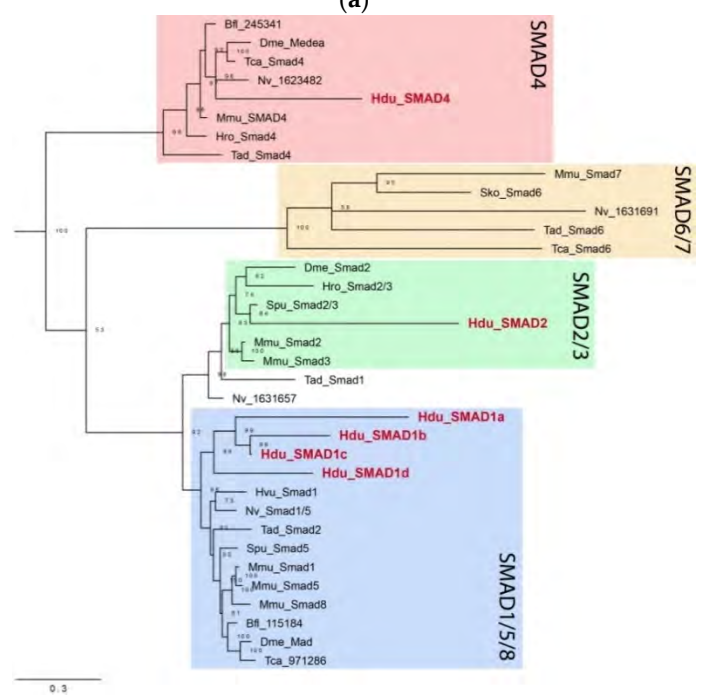 (a)
Bfl_245341
Dme_Medea
Tca_Smad4
Nv_1623482
Hdu_SMAD4
Mmu_SMAD4
Hro_Smad4
Tad_Smad4
SMAD4
Mmu_Smad7
Sko_Smad6
Nv_1631691
Tad_Smad6
Tca_Smad6
SMAD6/7
Dme_Smad2
Hro_Smad2/3
Spu_Smad2/3
Hdu_SMAD2
Mmu_Smad2
Mmu_Smad3
SMAD2/3
Tad_Smad1
Nv_1631657
Hdu_SMAD1a
Hdu_SMAD1b
Hdu_SMAD1c
Hdu_SMAD1d
Hvu_Smad1
Nv_Smad1/5
Tad_Smad2
Spu_Smad5
Mmu_Smad1
Mmu_Smad5
Mmu_Smad8
Bfl_115184
Dme_Mad
Tca_971286
SMAD1/5/8
0.3